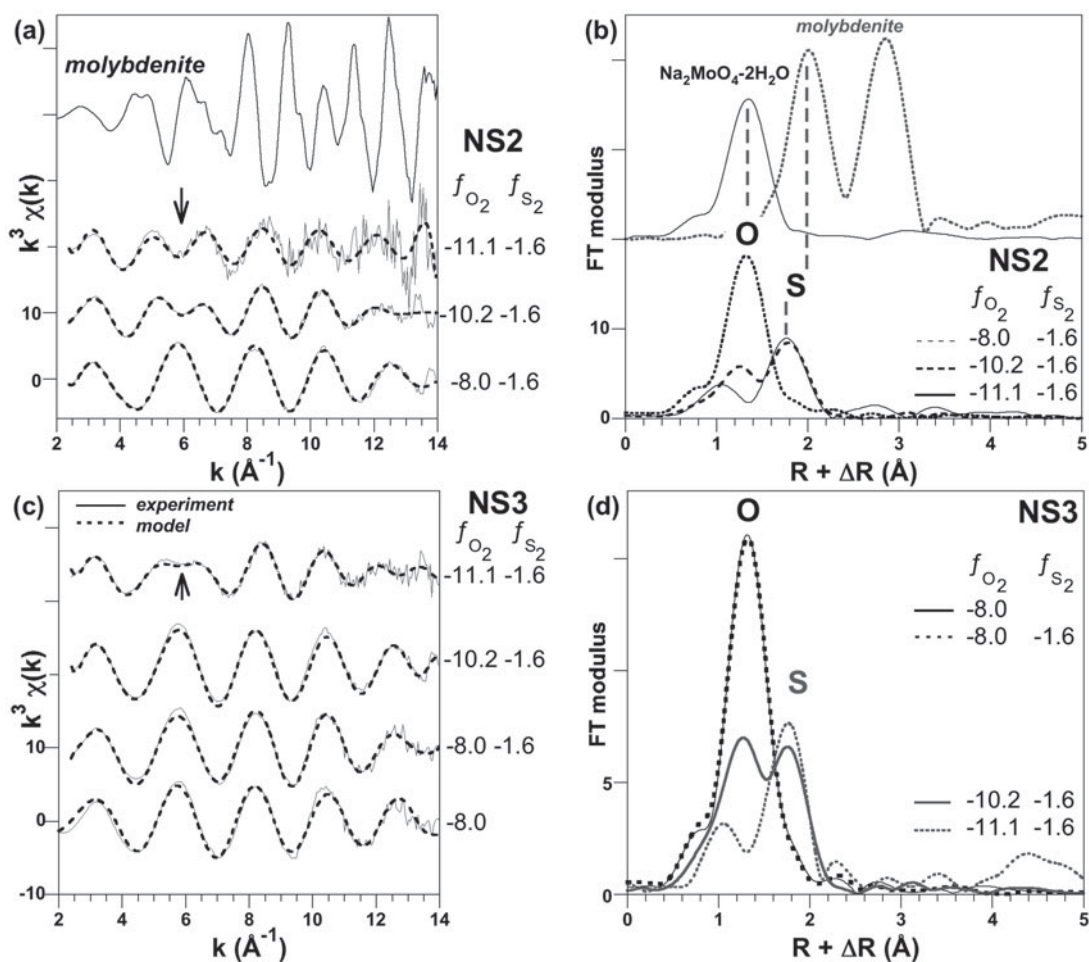 (a)
molybdenite
NS2
fO2 fS2
-11.1 -1.6
-10.2 -1.6
-8.0 -1.6
k³ χ(k)
10
0
2 4 6 8 10 12 14
k (Å⁻¹)
(b)
molybdenite
Na₂MoO₄-2H₂O
O
S
NS2
fO2 fS2
-8.0 -1.6
-10.2 -1.6
-11.1 -1.6
FT modulus
10
0
0 1 2 3 4 5
R + ΔR (Å)
(c)
experiment
model
NS3
fO2 fS2
-11.1 -1.6
-10.2 -1.6
-8.0 -1.6
-8.0
k³ χ(k)
10
0
-10
2 4 6 8 10 12 14
k (Å⁻¹)
(d)
O
S
NS3
fO2 fS2
-8.0
-8.0 -1.6
-10.2 -1.6
-11.1 -1.6
FT modulus
5
0
0 1 2 3 4 5
R + ΔR (Å)